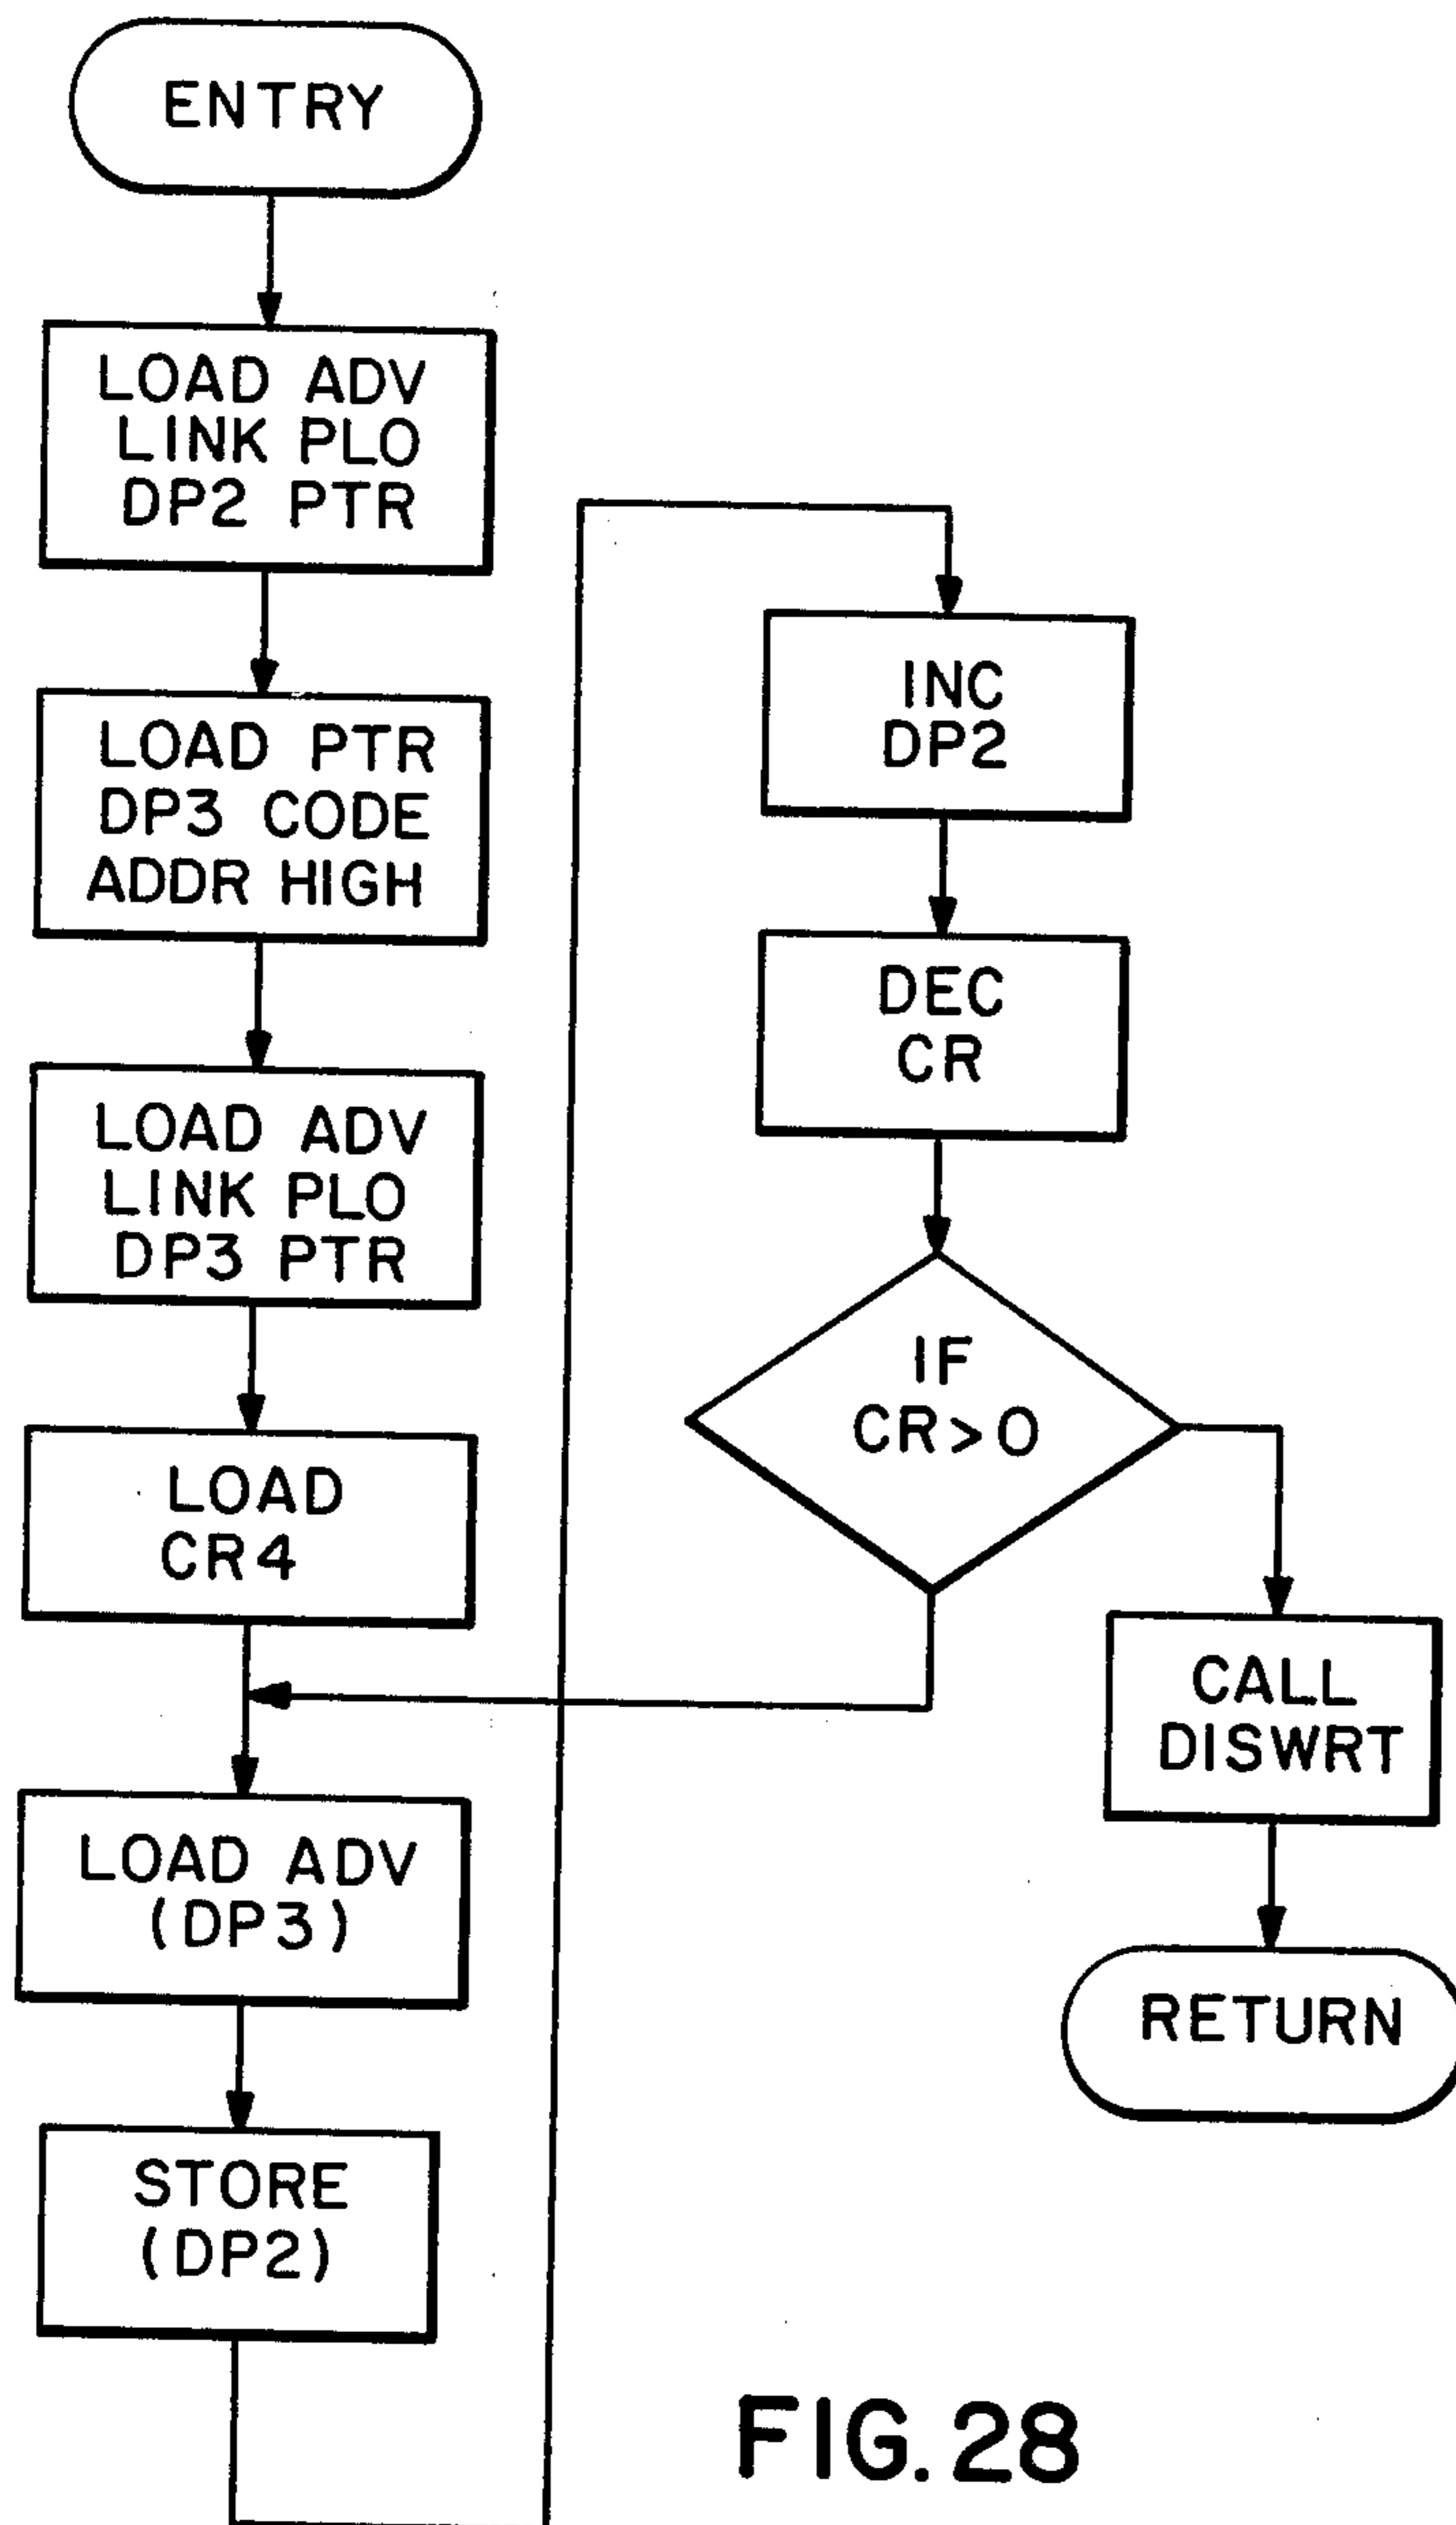 ENTRY
LOAD ADV
LINK PLO
DP2 PTR
LOAD PTR
DP3 CODE
ADDR HIGH
LOAD ADV
LINK PLO
DP3 PTR
LOAD
CR4
LOAD ADV
(DP3)
STORE
(DP2)
INC
DP2
DEC
CR
IF
CR>0
CALL
DISWRT
RETURN
FIG. 28